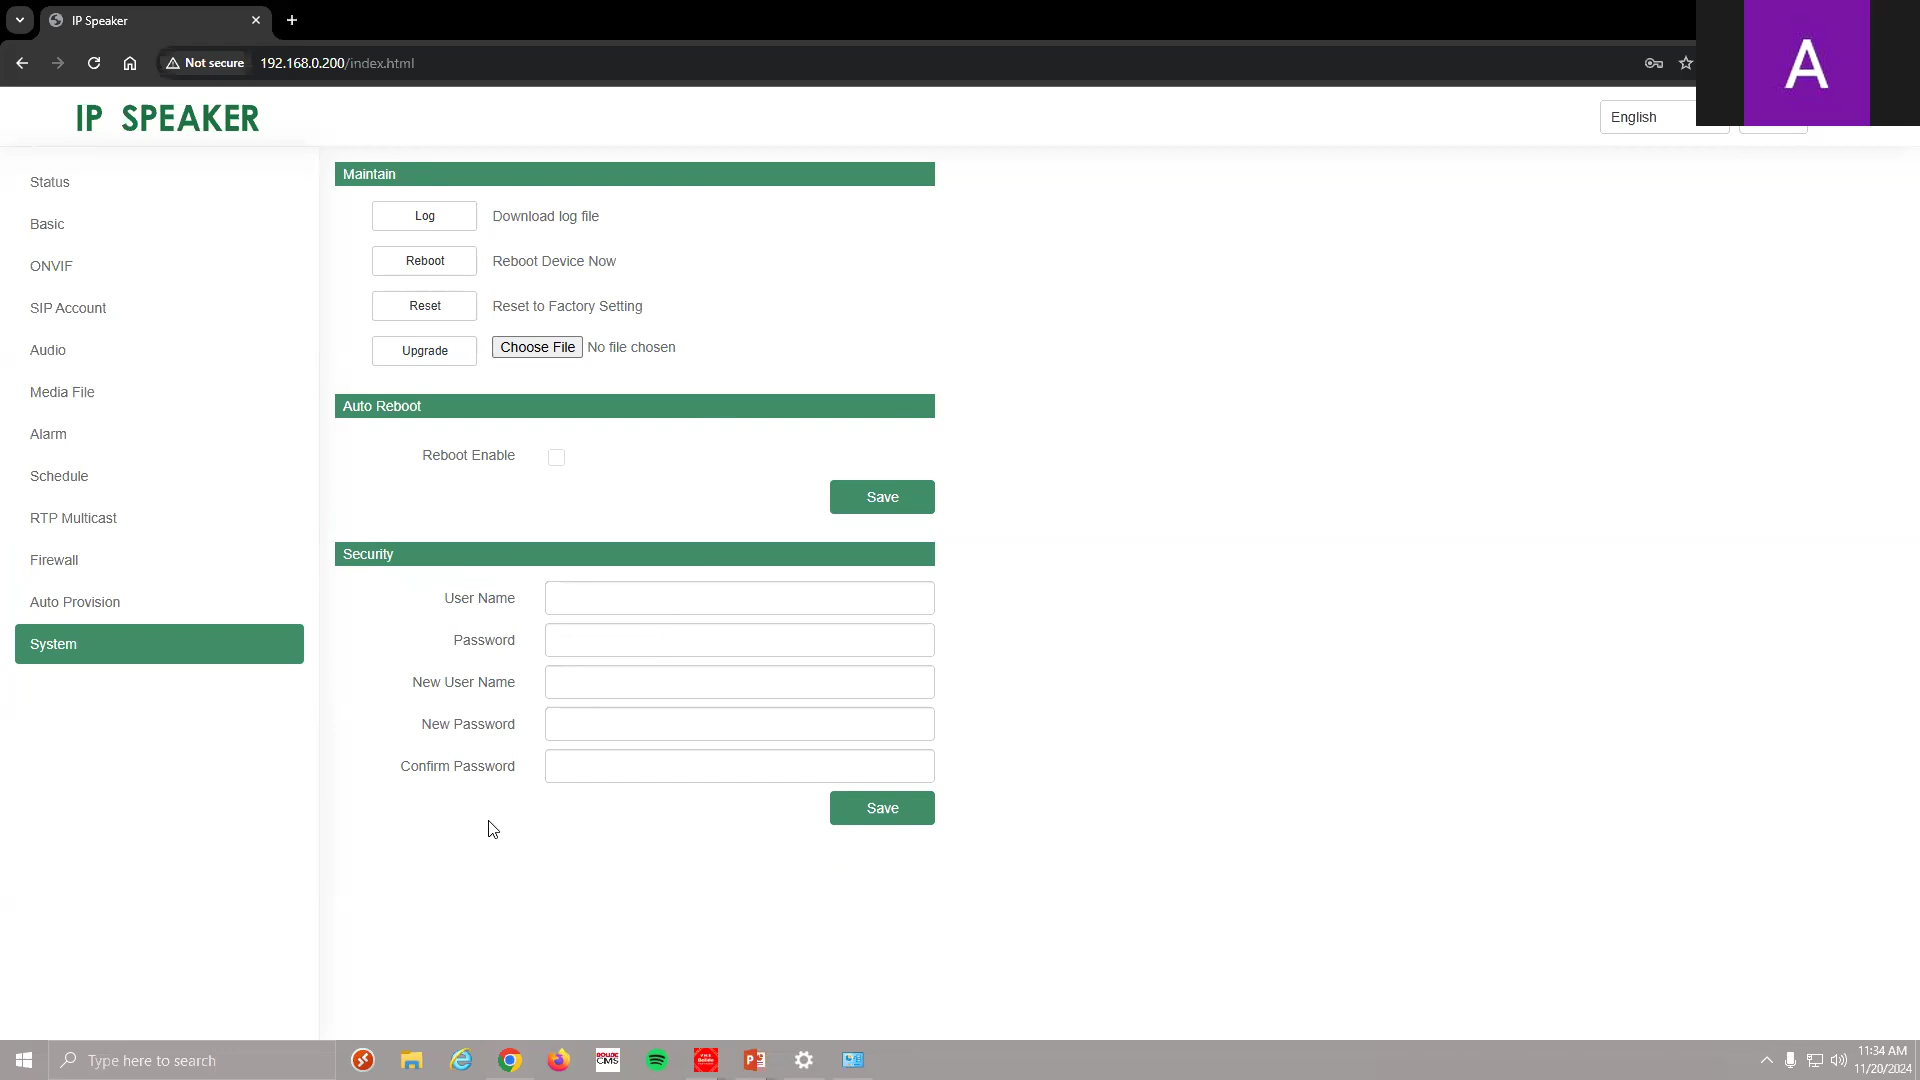 IP Speaker
Not secure
192.168.0.200/index.html
A
IP SPEAKER
English
Status
Basic
ONVIF
SIP Account
Audio
Media File
Alarm
Schedule
RTP Multicast
Firewall
Auto Provision
System
Maintain
Log Download log file
Reboot Reboot Device Now
Reset Reset to Factory Setting
Upgrade Choose File No file chosen
Auto Reboot
Reboot Enable
Save
Security
User Name
Password
New User Name
New Password
Confirm Password
Save
Type here to search
CMS
11:34 AM
11/20/2024